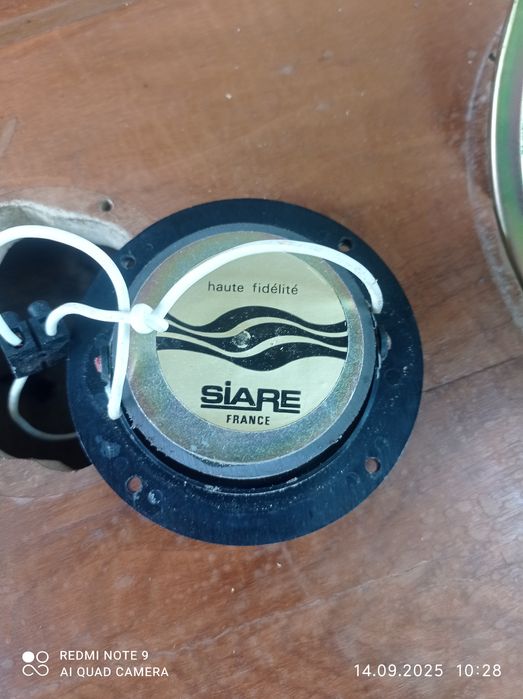 haute fidélité
SIARE
FRANCE
REDMI NOTE 9
AI QUAD CAMERA
14.09.2025 10:28